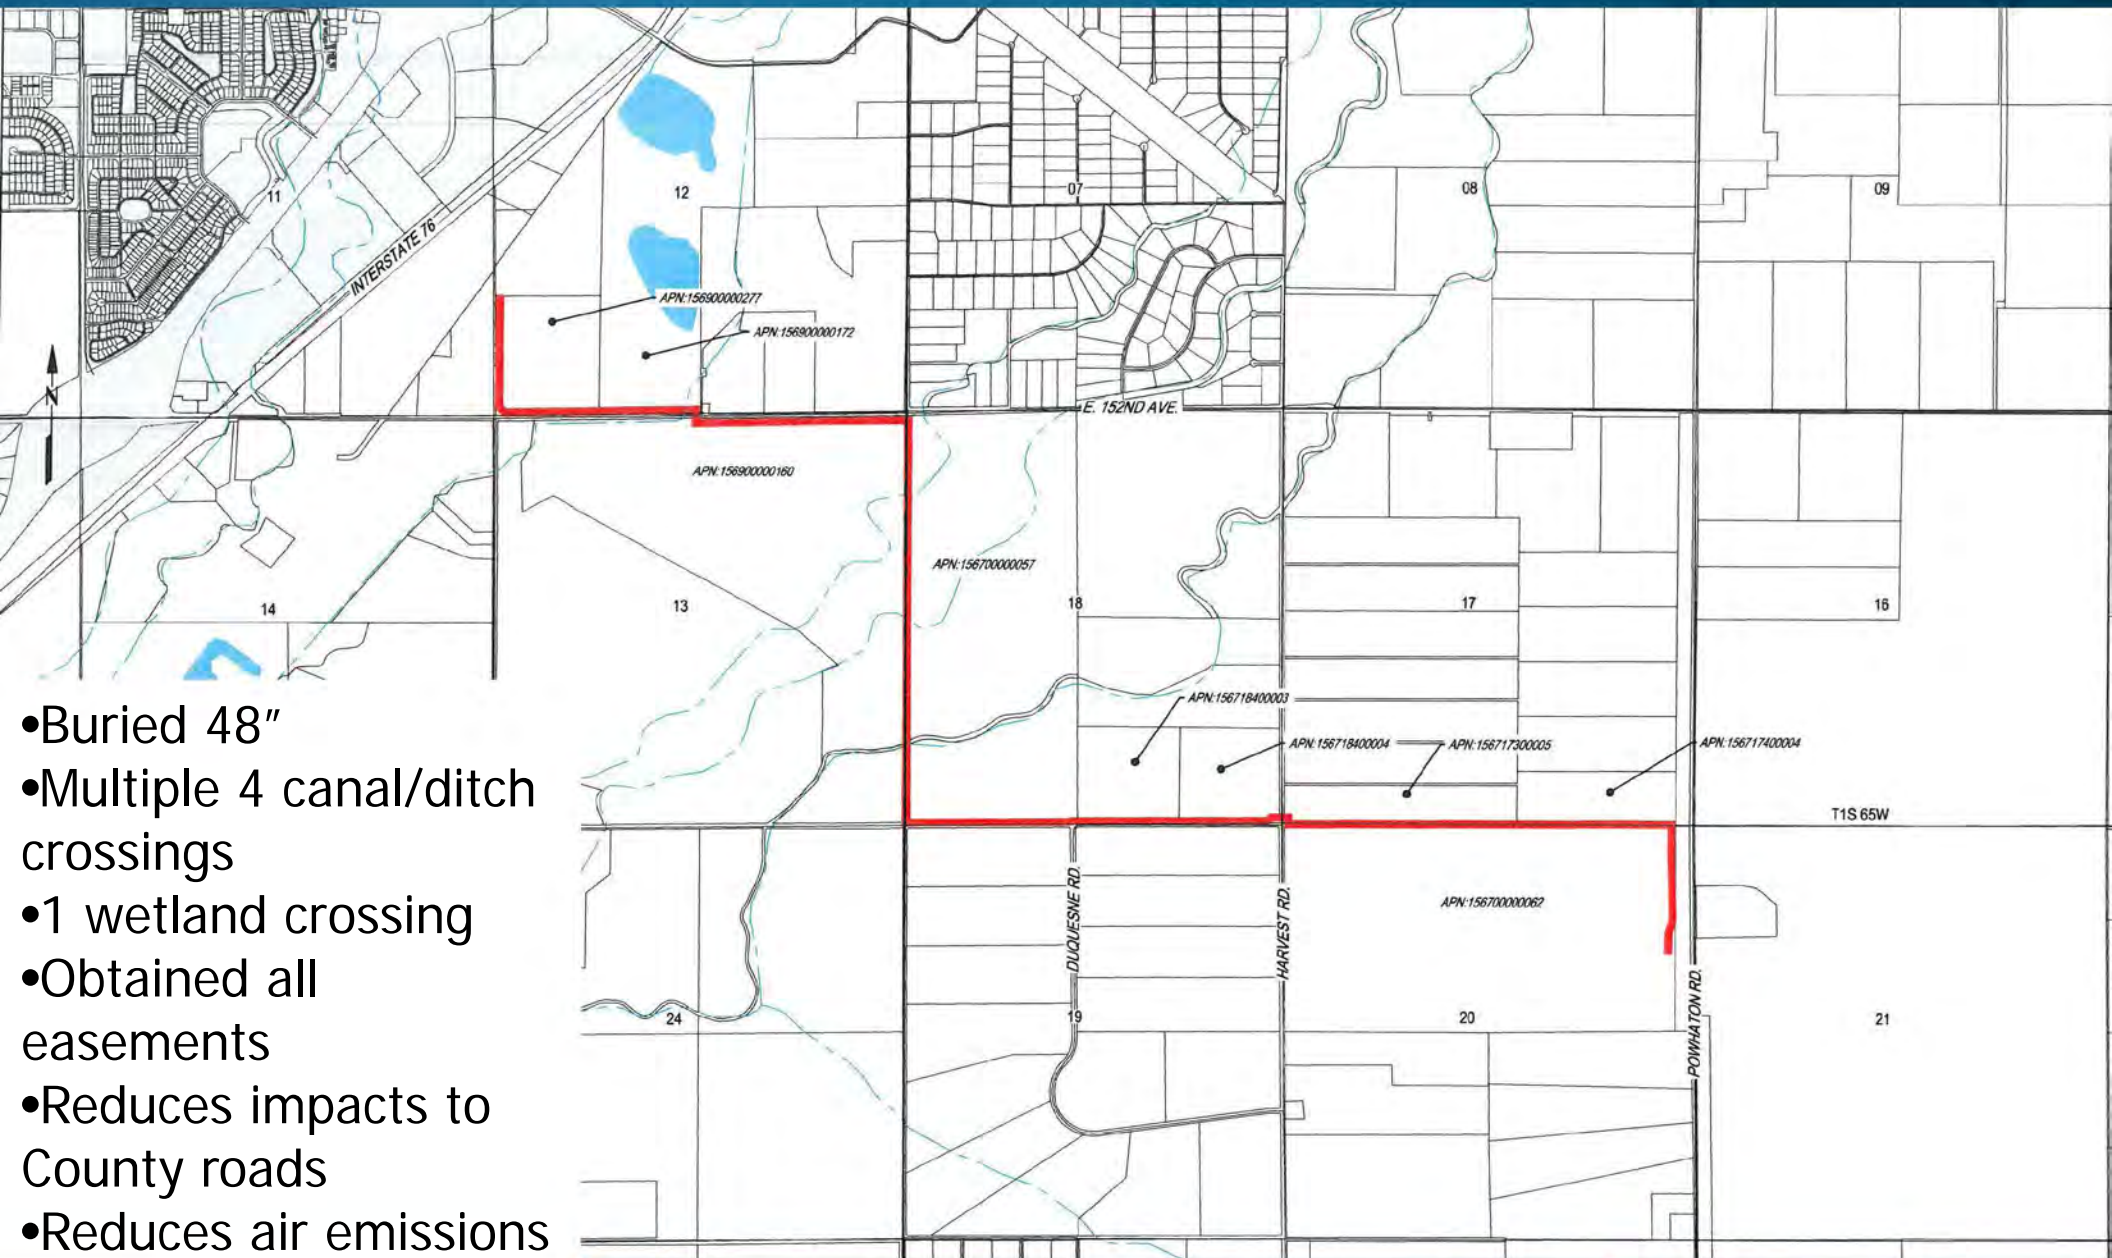 11
12
07
08
09
INTERSTATE 76
APN:156900000277
APN:156900000172
N
E. 152ND AVE.
APN:156900000160
APN:156700000057
14
13
18
17
16
APN:156718400003
APN:156718400004
APN:156717300005
APN:156717400004
T1S 65W
DUQUESNE RD.
HARVEST RD.
APN:156700000062
POWHATON RD.
24
19
20
21
•Buried 48"
•Multiple 4 canal/ditch
crossings
•1 wetland crossing
•Obtained all
easements
•Reduces impacts to
County roads
•Reduces air emissions